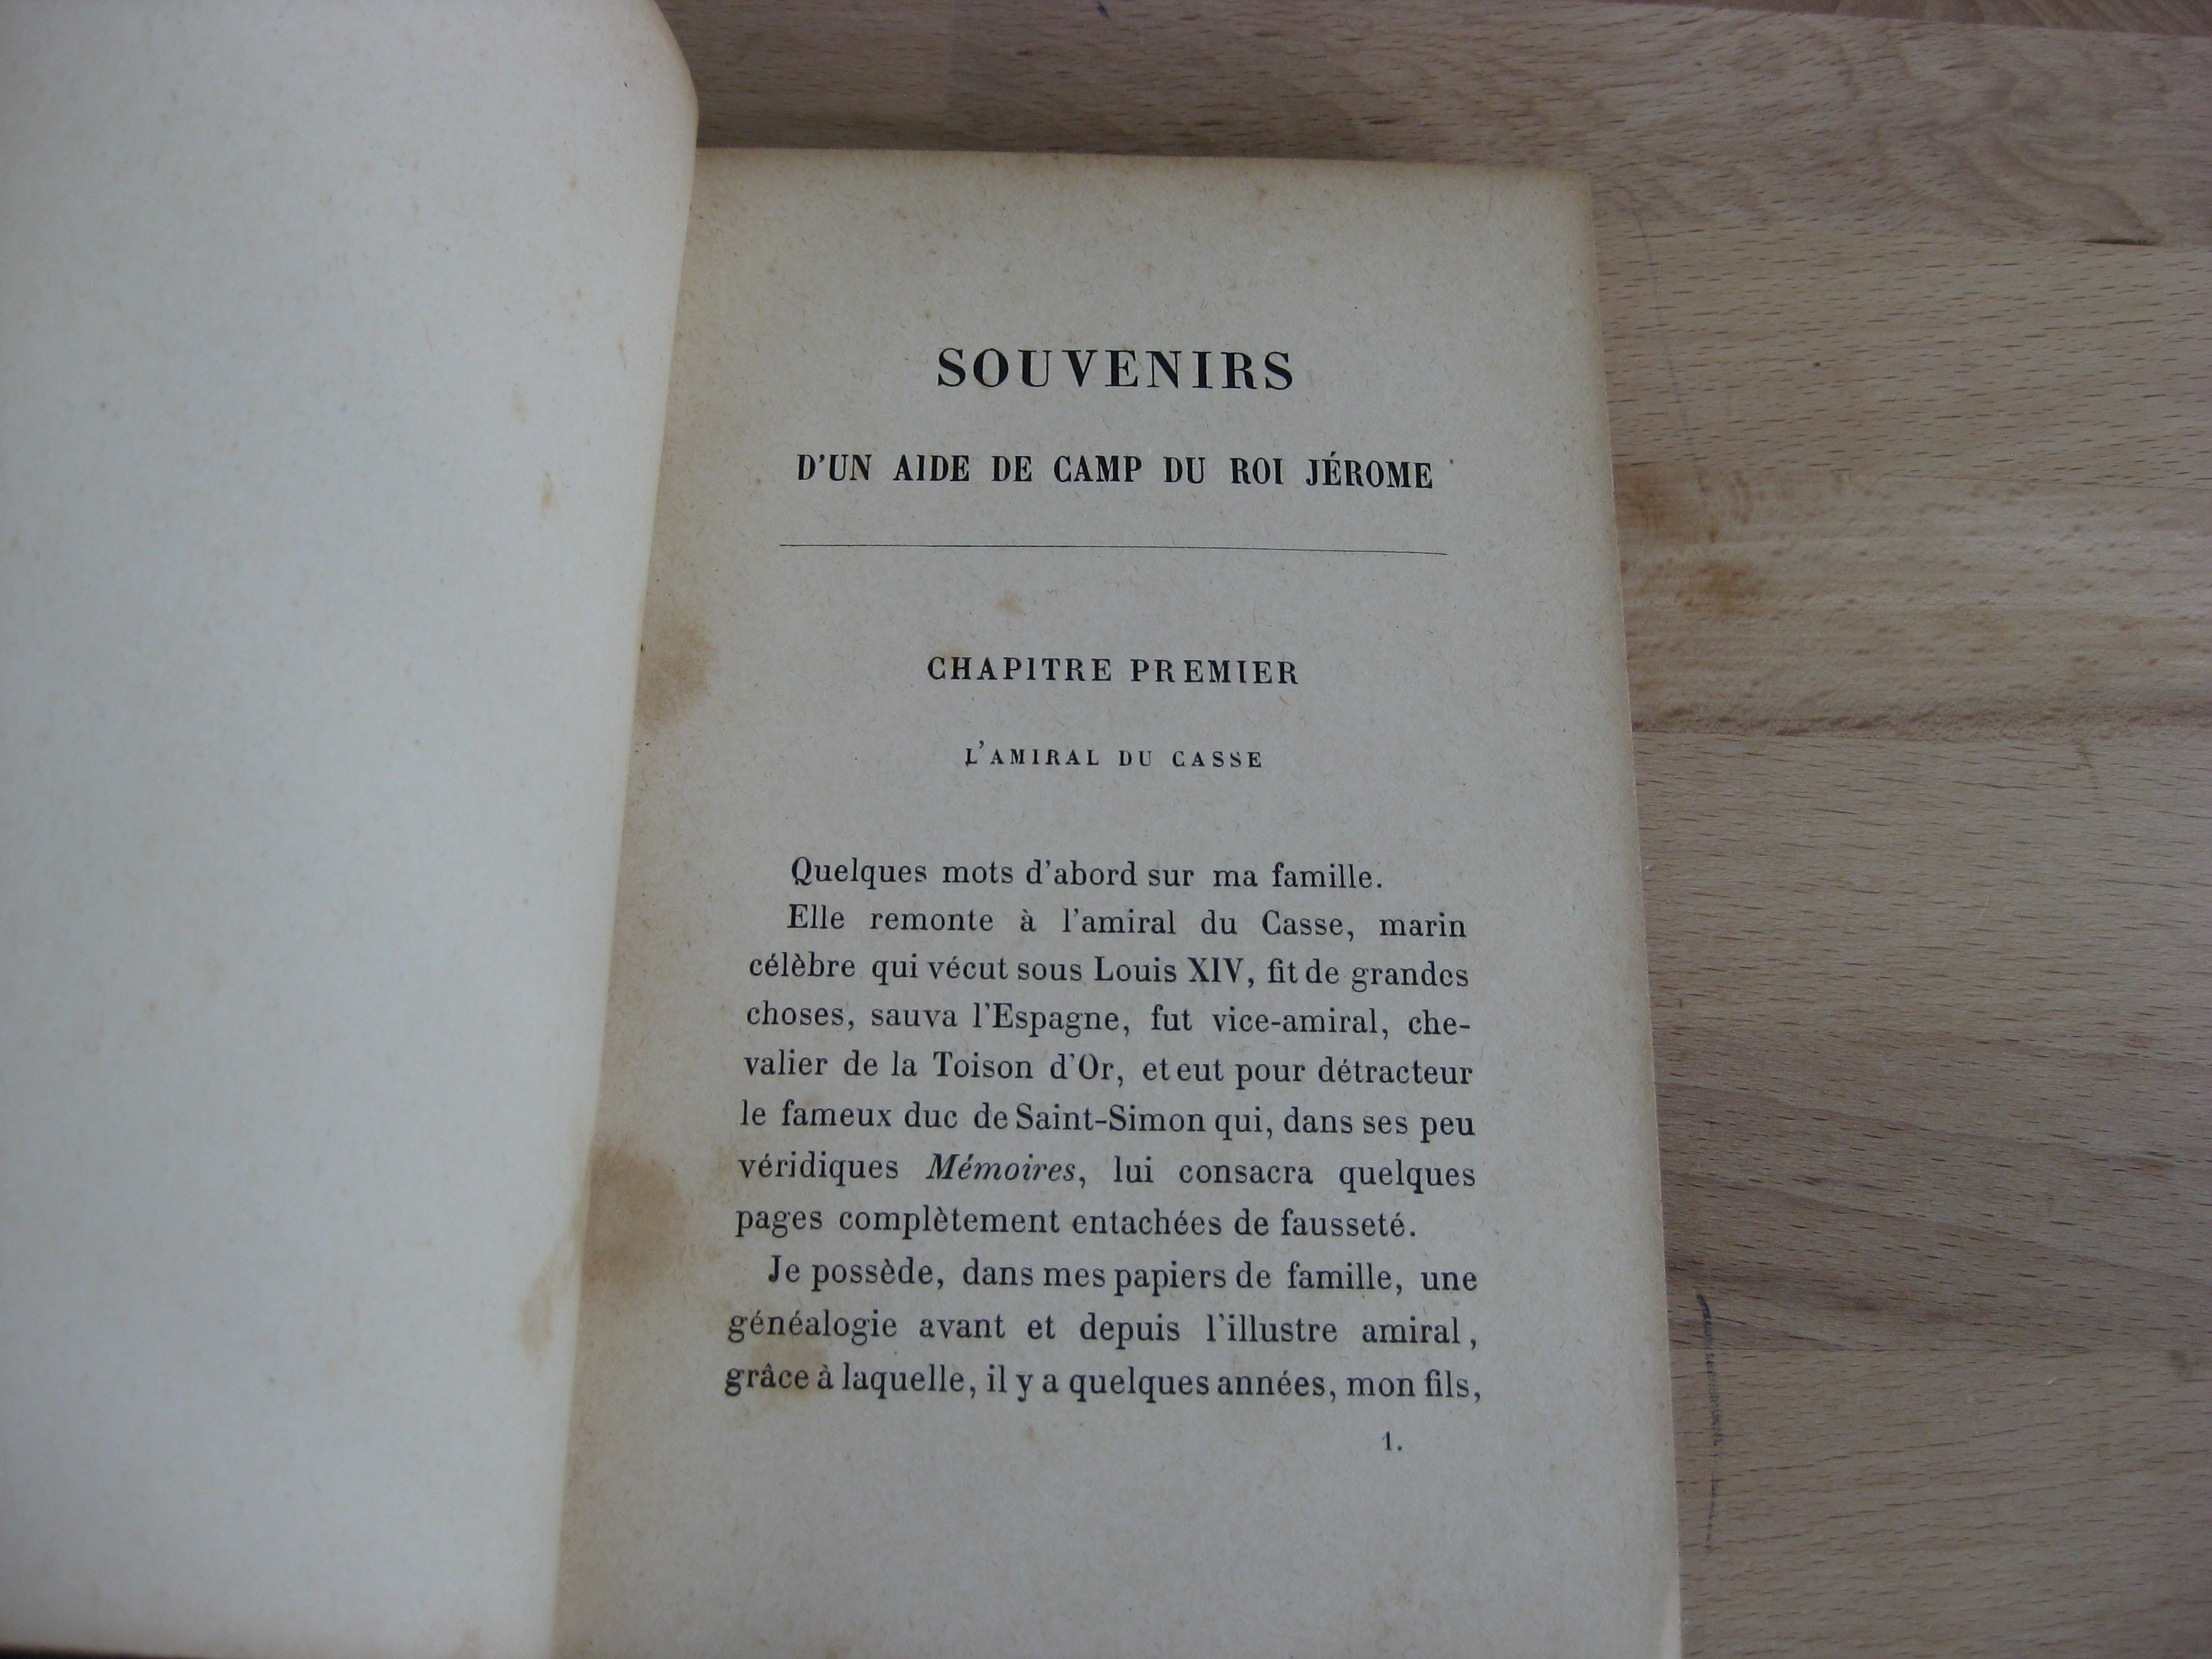 SOUVENIRS
D'UN AIDE DE CAMP DU ROI JÉROME
CHAPITRE PREMIER
L'AMIRAL DU CASSE
Quelques mots d'abord sur ma famille.
Elle remonte à l'amiral du Casse, marin
célèbre qui vécut sous Louis XIV, fit de grandes
choses, sauva l'Espagne, fut vice-amiral, che-
valier de la Toison d'Or, et eut pour détracteur
le fameux duc de Saint-Simon qui, dans ses peu
véridiques Mémoires, lui consacra quelques
pages complètement entachées de fausseté.
Je possède, dans mes papiers de famille, une
généalogie avant et depuis l'illustre amiral,
grâce à laquelle, il y a quelques années, mon fils,
1.